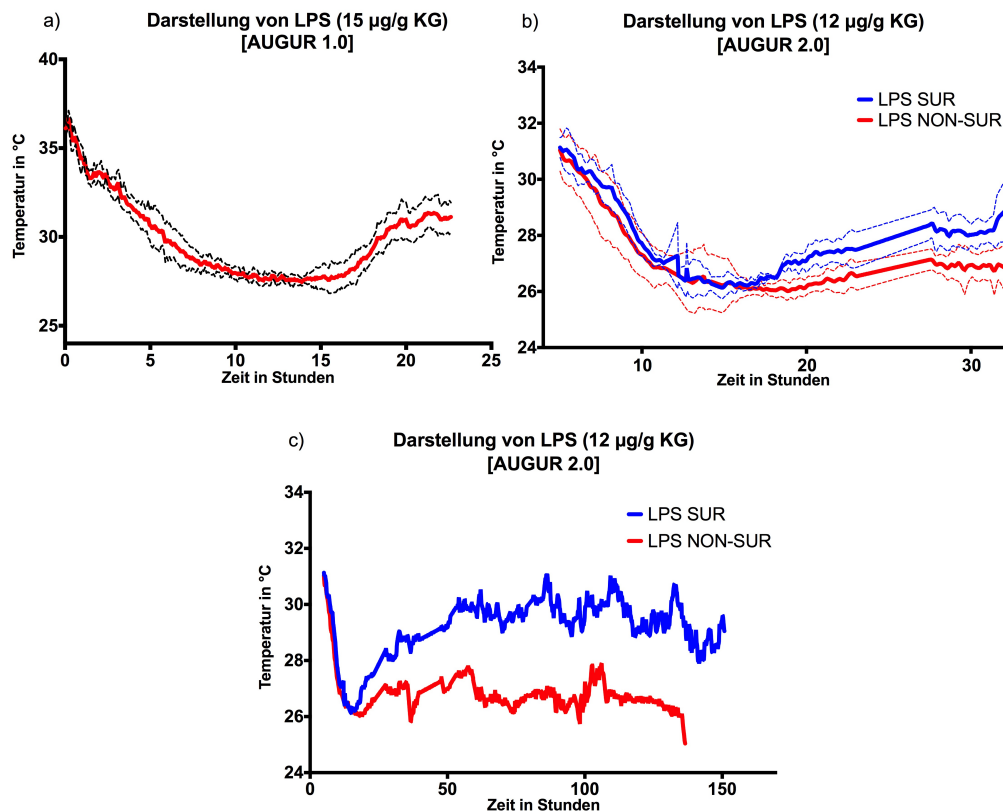 a)
Darstellung von LPS (15 µg/g KG)
[AUGUR 1.0]
40
35
30
25
Temperatur in °C
0 5 10 15 20 25
Zeit in Stunden
b)
Darstellung von LPS (12 µg/g KG)
[AUGUR 2.0]
34
32
30
28
26
24
Temperatur in °C
LPS SUR
LPS NON-SUR
10 20 30
Zeit in Stunden
c)
Darstellung von LPS (12 µg/g KG)
[AUGUR 2.0]
34
32
30
28
26
24
Temperatur in °C
LPS SUR
LPS NON-SUR
0 50 100 150
Zeit in Stunden